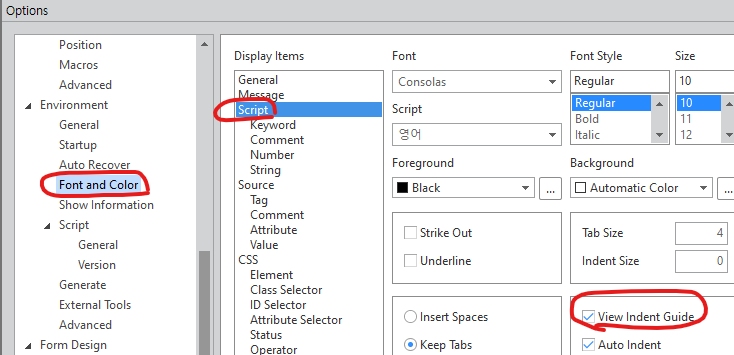 Options
Position
Macros
Advanced
Environment
General
Startup
Auto Recover
Font and Color
Show Information
Script
General
Version
Generate
External Tools
Advanced
Form Design
Display Items
General
Message
Script
Keyword
Comment
Number
String
Source
Tag
Comment
Attribute
Value
CSS
Element
Class Selector
ID Selector
Attribute Selector
Status
Operator
Font
Consolas
Script
영어
Foreground
Black
...
Strike Out
Underline
Insert Spaces
Keep Tabs
Font Style
Regular
Regular
Bold
Italic
Size
10
10
11
12
Background
Automatic Color
...
Tab Size 4
Indent Size 0
View Indent Guide
Auto Indent